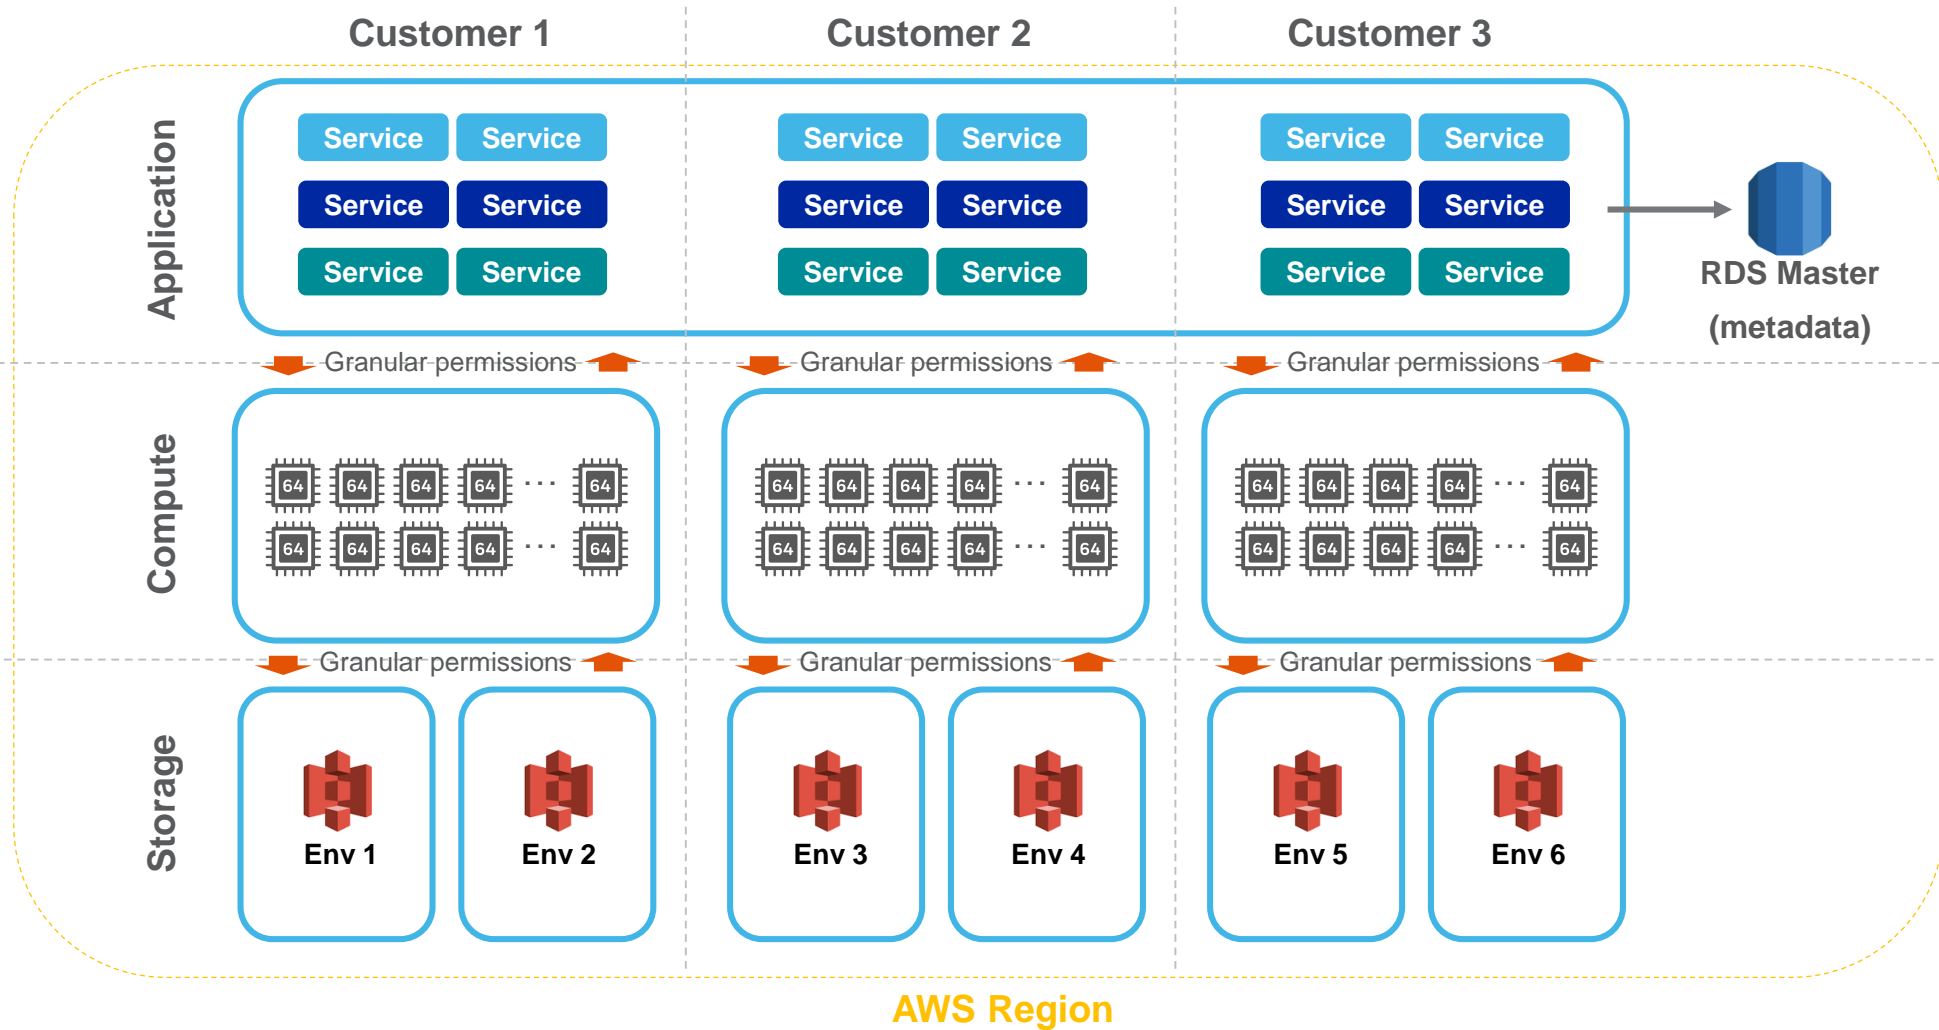 Customer 1
Customer 2
Customer 3
Application
Service Service
Service Service
Service Service
Service Service
Service Service
Service Service
Service Service
Service Service
Service Service
RDS Master
(metadata)
Granular permissions
Granular permissions
Granular permissions
Compute
64 64 64 64 ... 64
64 64 64 64 ... 64
64 64 64 64 ... 64
64 64 64 64 ... 64
64 64 64 64 ... 64
64 64 64 64 ... 64
Granular permissions
Granular permissions
Granular permissions
Storage
Env 1
Env 2
Env 3
Env 4
Env 5
Env 6
AWS Region